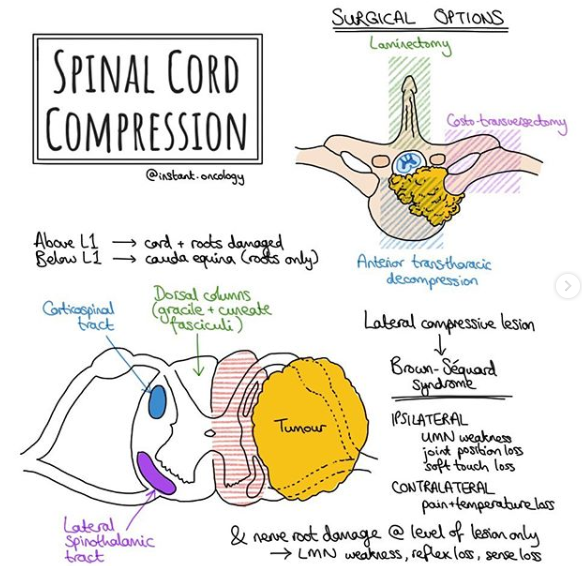 SPINAL CORD
COMPRESSION
@instant.oncology
SURGICAL OPTIONS
Laminectomy
Costo-transversectomy
Anterior transthoracic
decompression
Above L1 → cord + roots damaged
Below L1 → cauda equina (roots only)
Corticospinal
tract
Dorsal columns
(gracile + cuneate
fasciculi)
Tumour
Lateral
Spinothalamic
tract
Lateral compressive lesion
↓
Brown-Séquard
syndrome
IPSILATERAL
UMN weakness
joint position loss
soft touch loss
CONTRALATERAL
pain + temperature loss
& nerve root damage @ level of lesion only
→ LMN weakness, reflex loss, sense loss